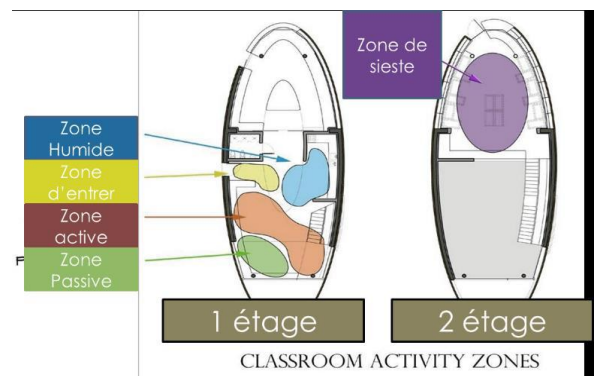 Zone de
sieste
Zone
Humide
Zone
d'entrer
Zone
active
Zone
Passive
1 étage
2 étage
CLASSROOM ACTIVITY ZONES